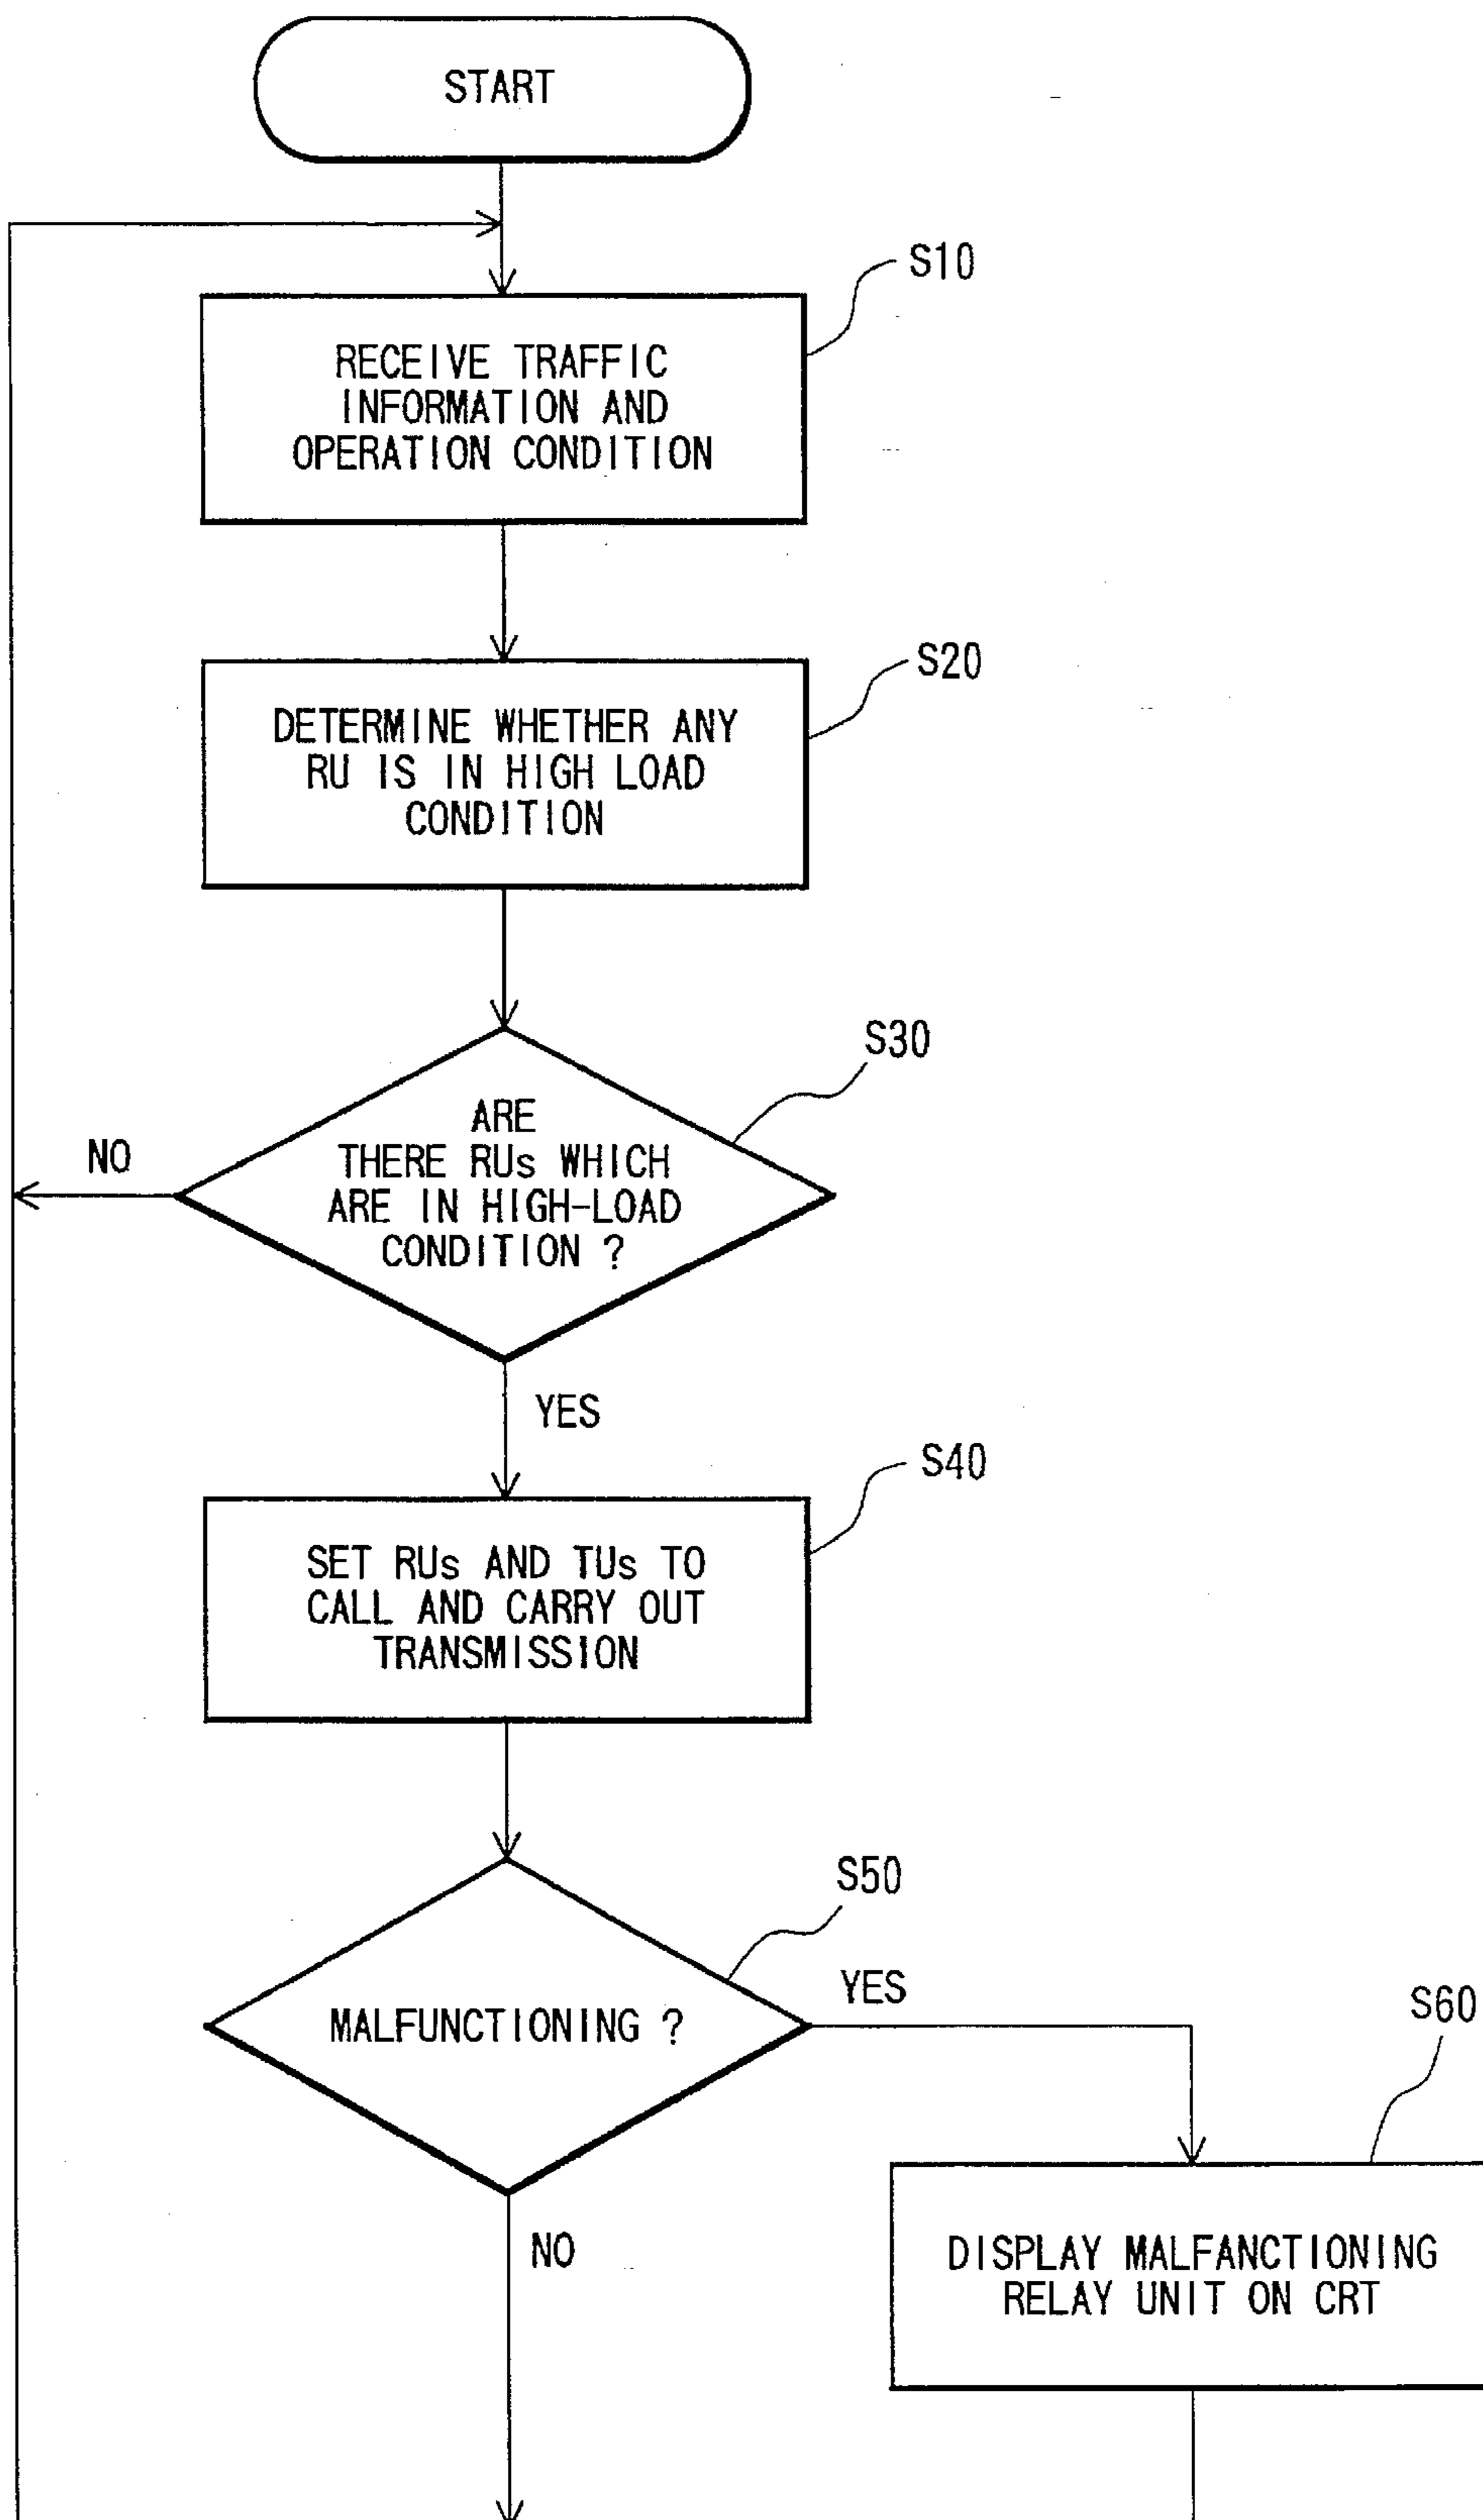 START
S10
RECEIVE TRAFFIC
INFORMATION AND
OPERATION CONDITION
S20
DETERMINE WHETHER ANY
RU IS IN HIGH LOAD
CONDITION
S30
ARE
THERE RUs WHICH
ARE IN HIGH-LOAD
CONDITION ?
NO
YES
S40
SET RUs AND TUs TO
CALL AND CARRY OUT
TRANSMISSION
S50
MALFUNCTIONING ?
YES
S60
NO
DISPLAY MALFANCTIONING
RELAY UNIT ON CRT